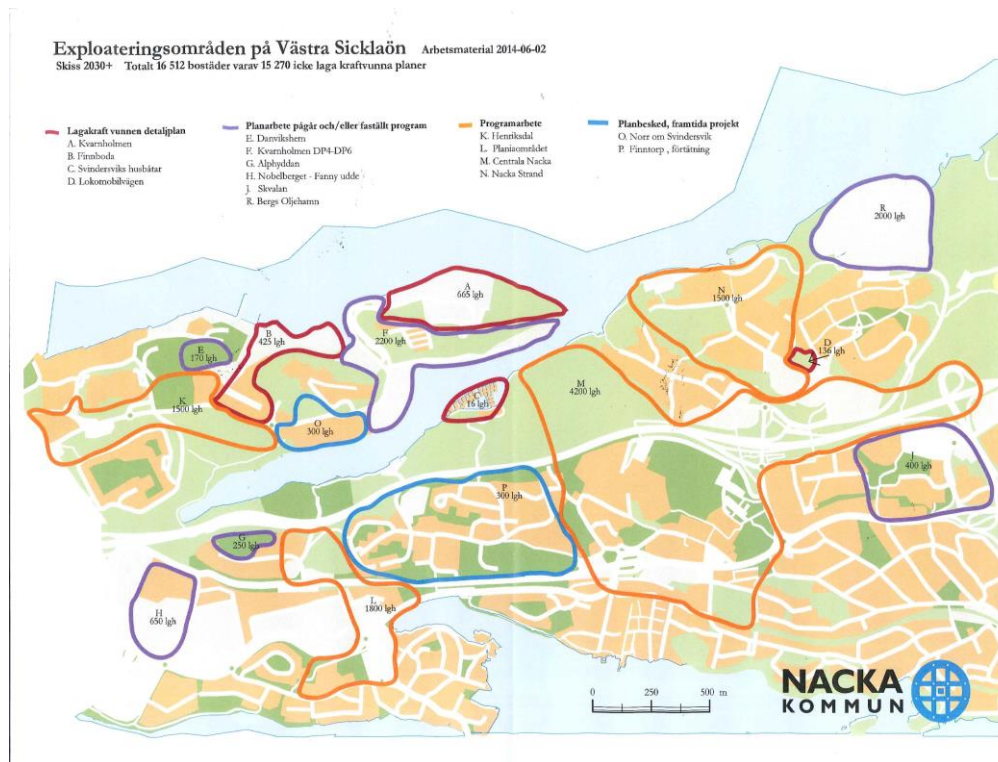 Exploateringsområden på Västra Sicklaön Arbetsmaterial 2014-06-02
Skiss 2030+ Totalt 16 512 bostäder varav 15 270 icke laga kraftvunna planer
Lagakraft vunnen detaljplan
A. Kvarnholmen
B. Finnboda
C. Svindersviks husbåtar
D. Lokomobilvägen
Planarbete pågår och/eller fastställt program
E. Danvikshem
F. Kvarnholmen DP4-DP6
G. Alphyddan
H. Nobelberget - Fanny udde
J. Skvalan
R. Bergs Oljehamn
Programarbete
K. Henriksdal
L. Planiaområdet
M. Centrala Nacka
N. Nacka Strand
Planbesked, framtida projekt
O. Norr om Svindersvik
P. Finntorp , förtätning
R
2000 lgh
A
665 lgh
N
1500 lgh
B
425 lgh
F
2200 lgh
D
136 lgh
E
170 lgh
M
4200 lgh
K
1500 lgh
C
16 lgh
O
300 lgh
J
400 lgh
P
300 lgh
G
250 lgh
H
650 lgh
L
1800 lgh
0 250 500 m
NACKA
KOMMUN